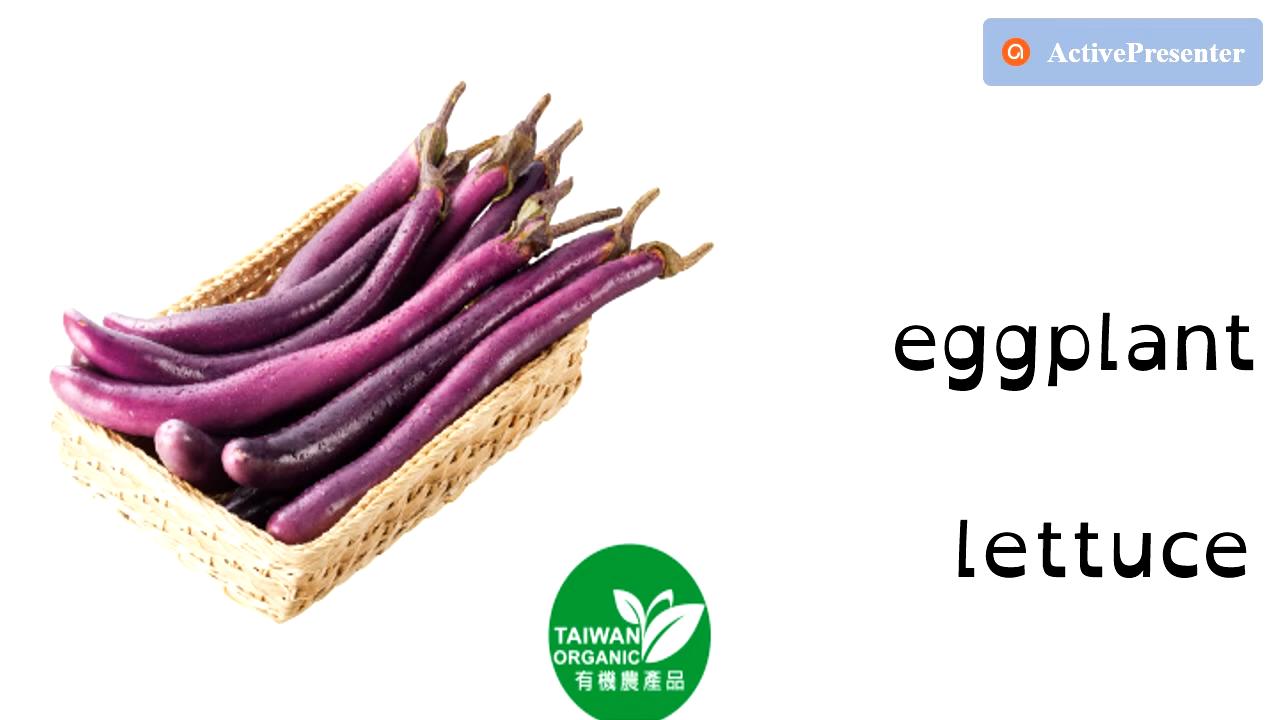 ActivePresenter
eggplant
lettuce
TAIWAN
ORGANIC
有機農產品